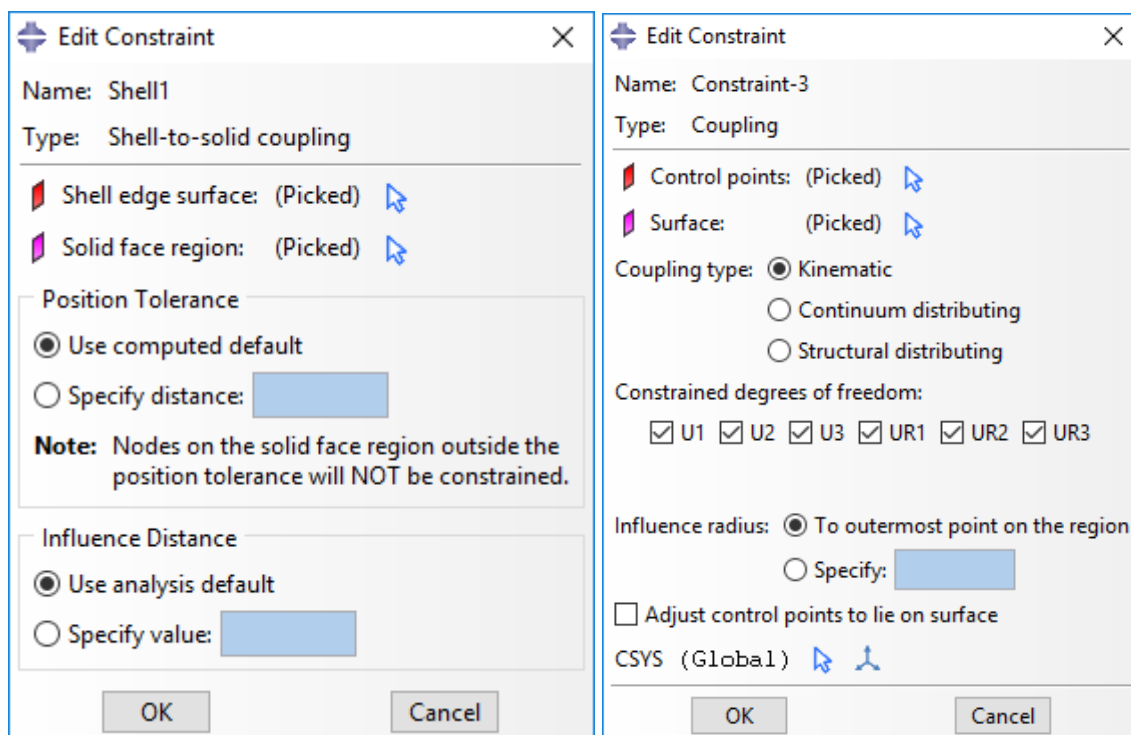 Edit Constraint
Name: Shell1
Type: Shell-to-solid coupling
Shell edge surface: (Picked)
Solid face region: (Picked)
Position Tolerance
Use computed default
Specify distance:
Note: Nodes on the solid face region outside the
position tolerance will NOT be constrained.
Influence Distance
Use analysis default
Specify value:
OK Cancel
Edit Constraint
Name: Constraint-3
Type: Coupling
Control points: (Picked)
Surface: (Picked)
Coupling type: Kinematic
Continuum distributing
Structural distributing
Constrained degrees of freedom:
U1 U2 U3 UR1 UR2 UR3
Influence radius: To outermost point on the region
Specify:
Adjust control points to lie on surface
CSYS (Global)
OK Cancel